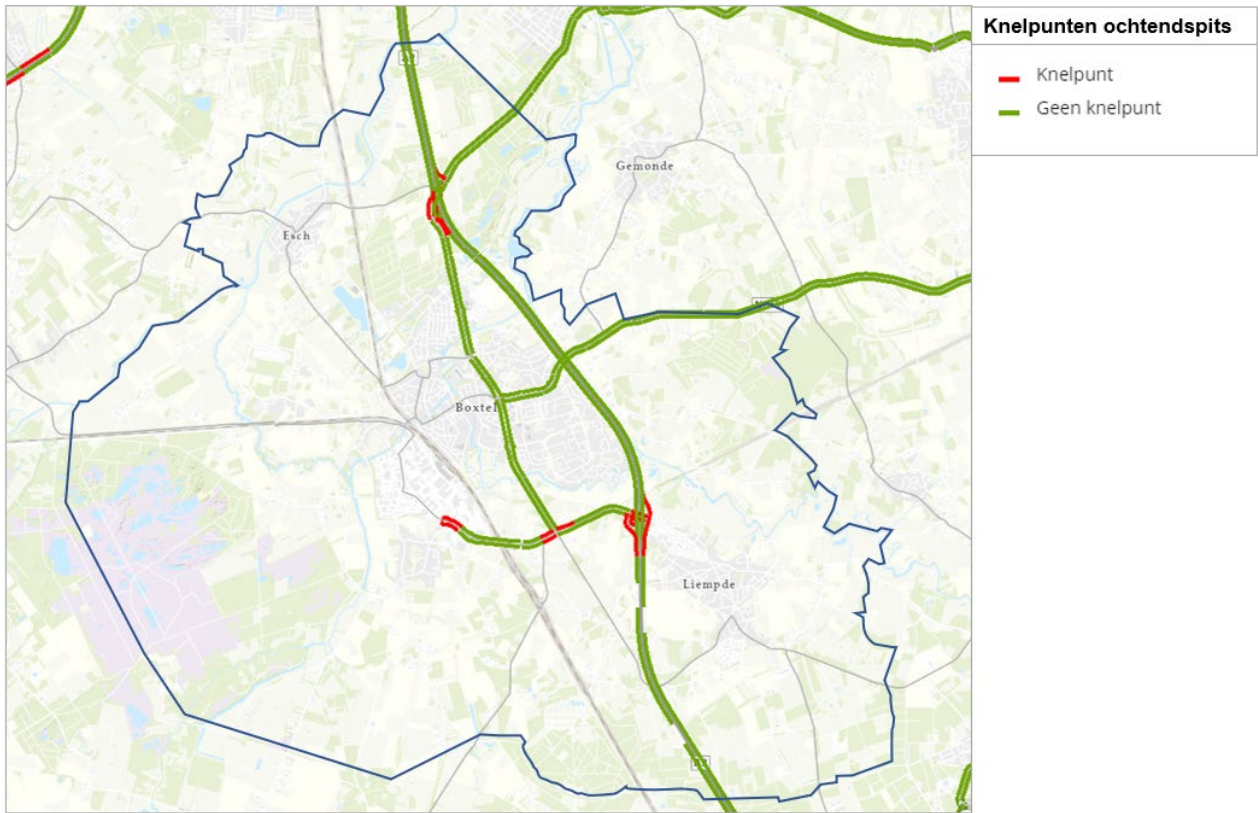 Knelpunten ochtendspits
Knelpunt
Geen knelpunt
Gemonde
Esch
Boxtel
Liempde